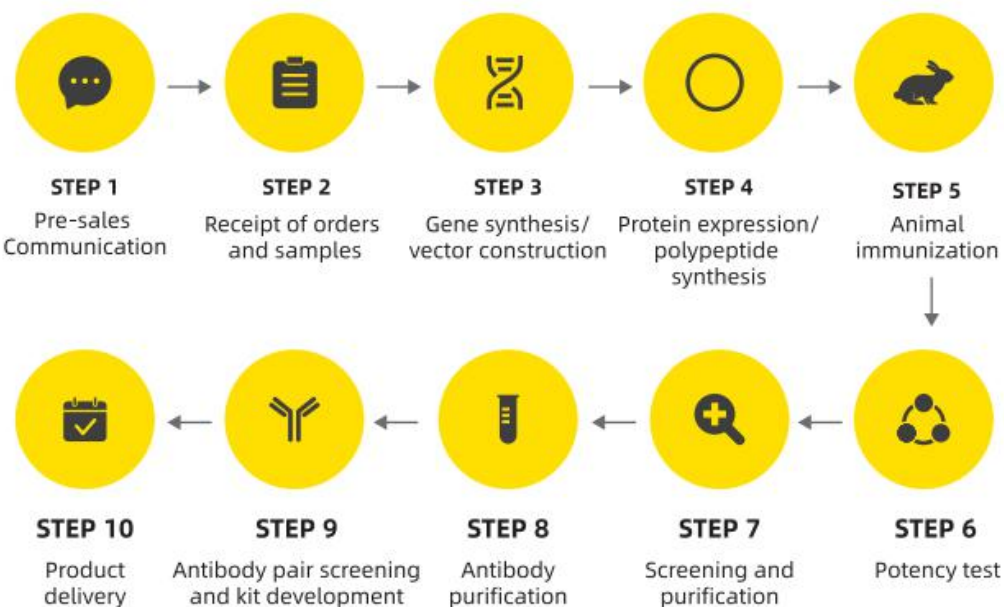 STEP 1
Pre-sales
Communication
STEP 2
Receipt of orders
and samples
STEP 3
Gene synthesis/
vector construction
STEP 4
Protein expression/
polypeptide
synthesis
STEP 5
Animal
immunization
STEP 6
Potency test
STEP 7
Screening and
purification
STEP 8
Antibody
purification
STEP 9
Antibody pair screening
and kit development
STEP 10
Product
delivery